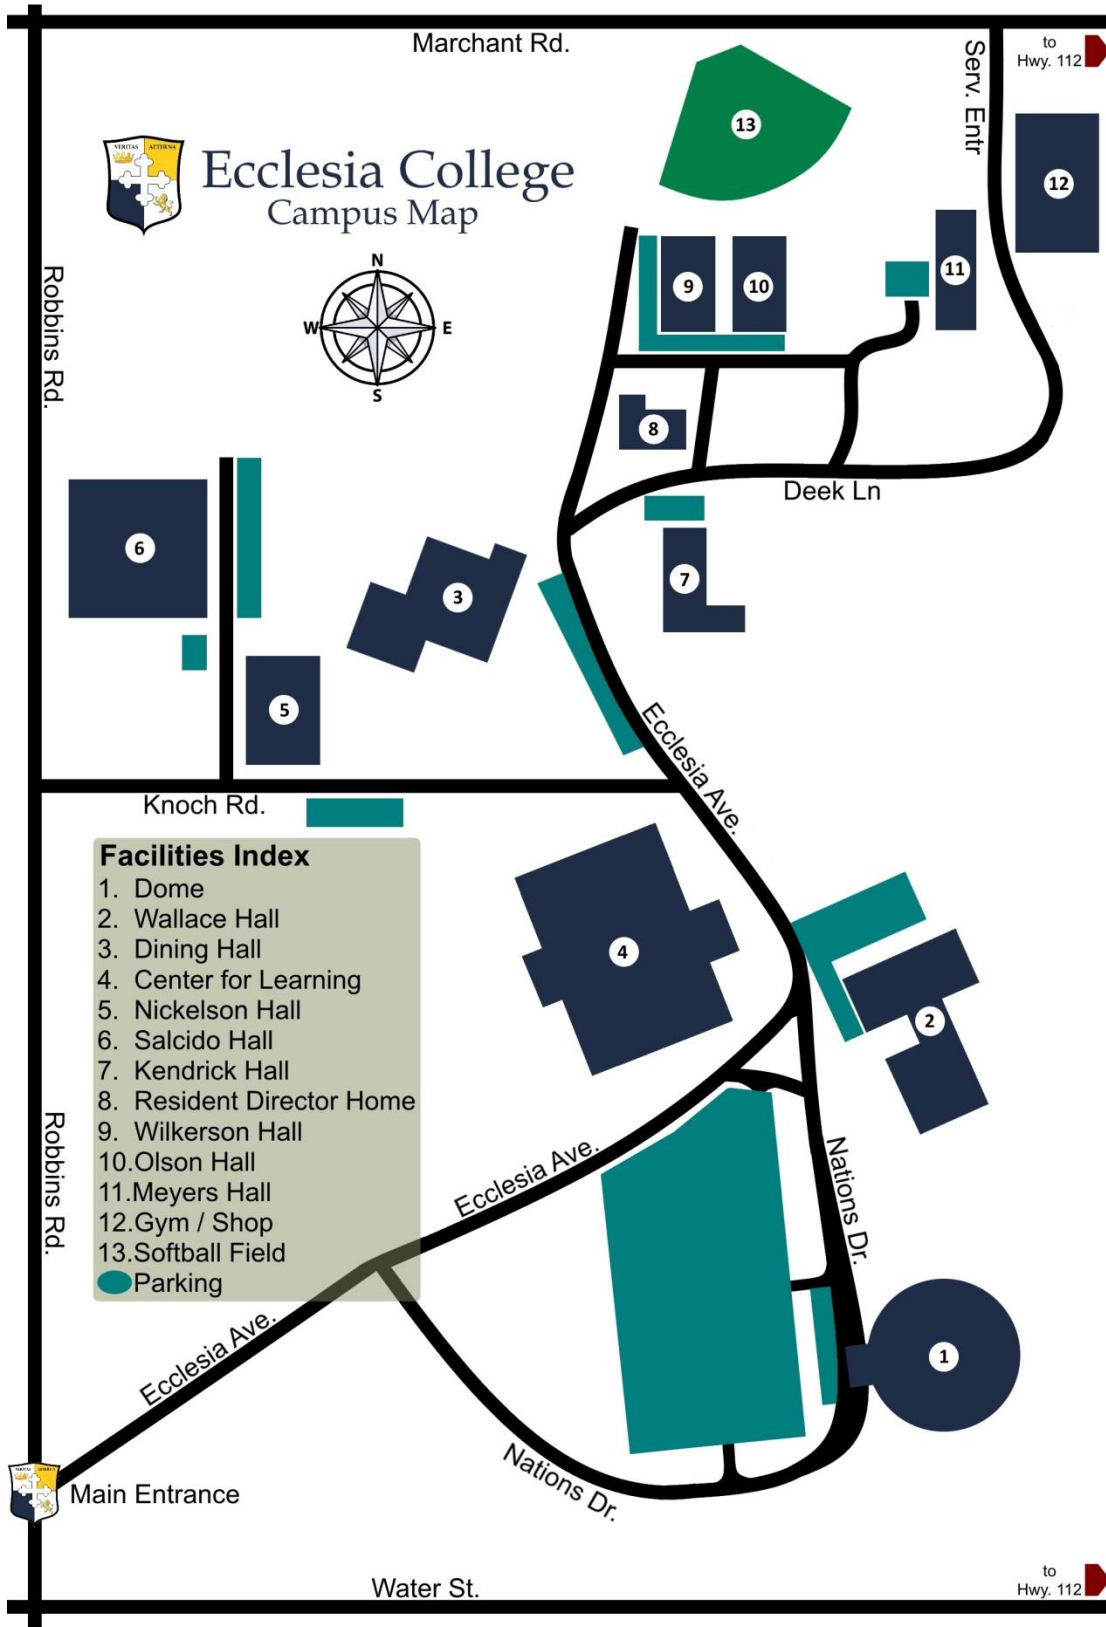 Marchant Rd.
to
Hwy. 112
Serv. Entr
VERITAS AETERNA
Ecclesia College
Campus Map
N
W E
S
Robbins Rd.
13
12
11
9
10
8
Deek Ln
6
3
7
5
Ecclesia Ave.
Knoch Rd.
Facilities Index
1. Dome
2. Wallace Hall
3. Dining Hall
4. Center for Learning
5. Nickelson Hall
6. Salcido Hall
7. Kendrick Hall
8. Resident Director Home
9. Wilkerson Hall
10.Olson Hall
11.Meyers Hall
12.Gym / Shop
13.Softball Field
Parking
4
2
Robbins Rd.
Ecclesia Ave.
Nations Dr.
Ecclesia Ave.
1
Nations Dr.
Main Entrance
Water St.
to
Hwy. 112